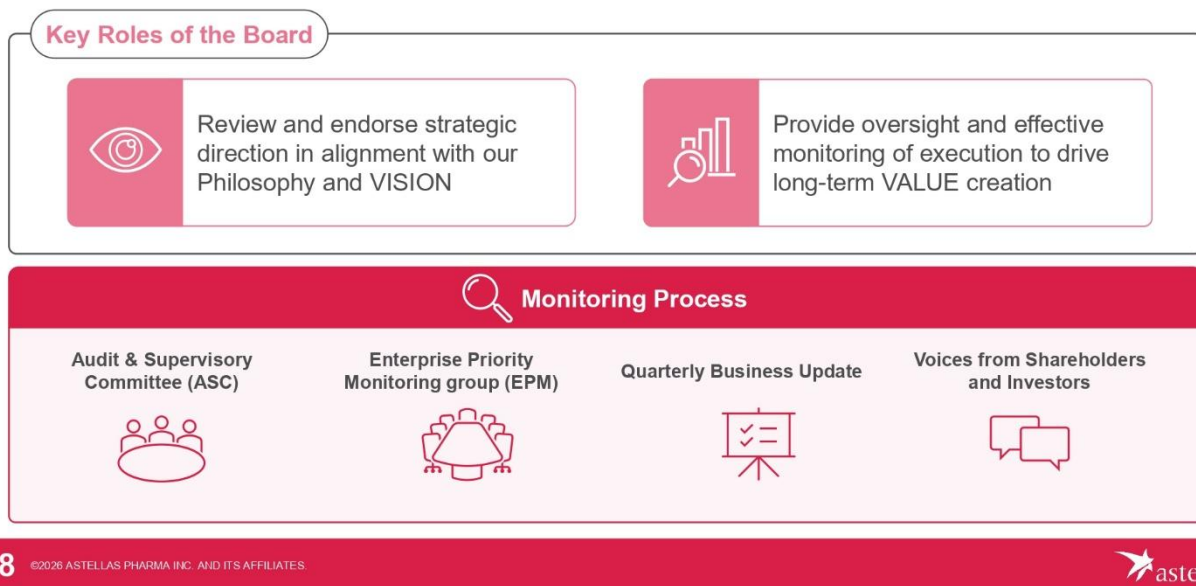 Key Roles of the Board
Review and endorse strategic
direction in alignment with our
Philosophy and VISION
Provide oversight and effective
monitoring of execution to drive
long-term VALUE creation
Monitoring Process
Audit & Supervisory
Committee (ASC)
Enterprise Priority
Monitoring group (EPM)
Quarterly Business Update
Voices from Shareholders
and Investors
8 ©2026 ASTELLAS PHARMA INC. AND ITS AFFILIATES.